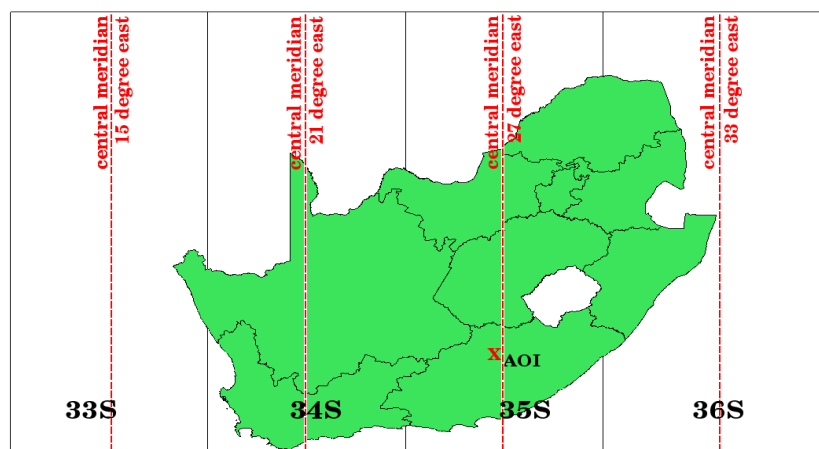 central meridian
15 degree east
central meridian
21 degree east
central meridian
27 degree east
central meridian
33 degree east
x
AOI
33S
34S
35S
36S